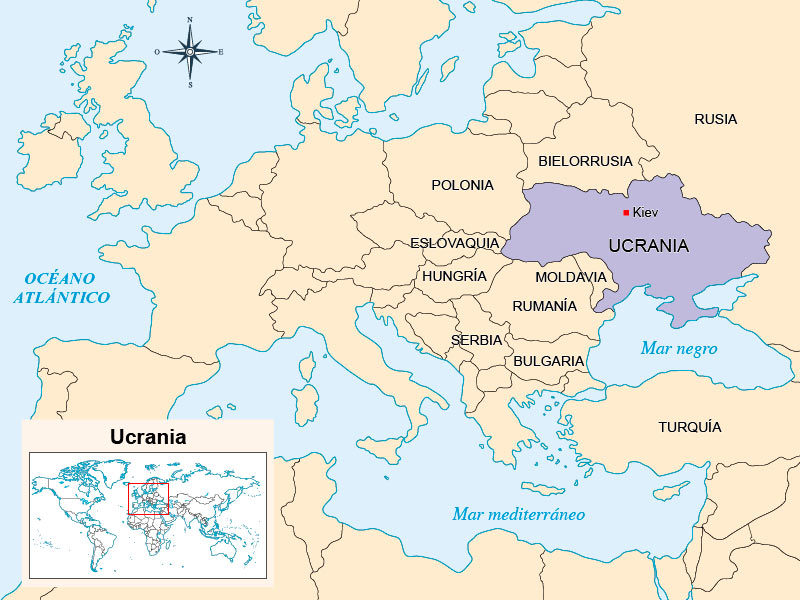 N
O
E
S
RUSIA
BIELORRUSIA
POLONIA
Kiev
UCRANIA
ESLOVAQUIA
HUNGRÍA
MOLDAVIA
OCÉANO
ATLÁNTICO
RUMANÍA
SERBIA
Mar negro
BULGARIA
TURQUÍA
Ucrania
Mar mediterráneo